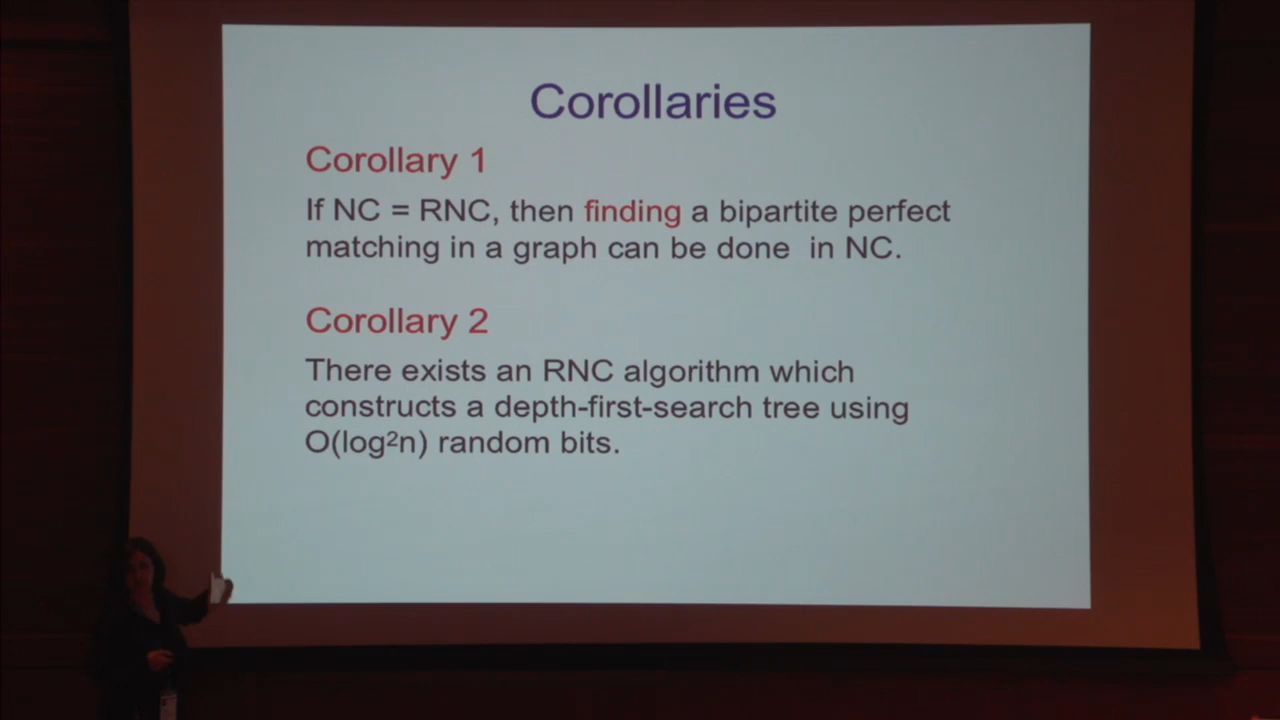 Corollaries
Corollary 1
If NC = RNC, then finding a bipartite perfect
matching in a graph can be done in NC.
Corollary 2
There exists an RNC algorithm which
constructs a depth-first-search tree using
O(log²n) random bits.